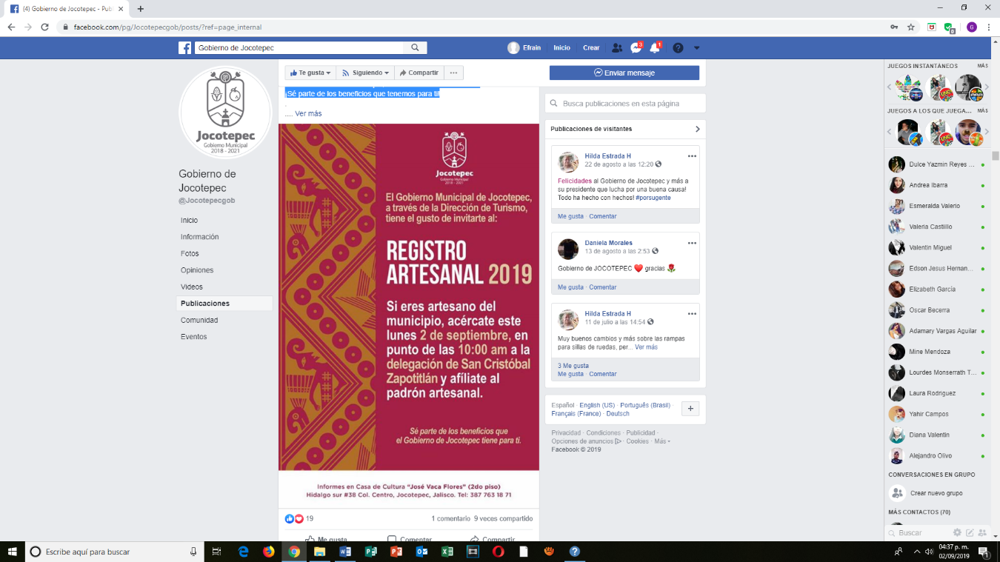 (4) Gobierno de Jocotepec - Publ
facebook.com/pg/Jocotepecgob/posts/?ref=page_internal
Gobierno de Jocotepec
Efrain
Inicio
Crear
3
1
Jocotepec
Gobierno Municipal
2018 - 2021
Gobierno de
Jocotepec
@Jocotepecgob
Inicio
Información
Fotos
Opiniones
Videos
Publicaciones
Comunidad
Eventos
Te gusta
Siguiendo
Compartir
Enviar mensaje
¡Sé parte de los beneficios que tenemos para ti!
.
.... Ver más
Jocotepec
Gobierno Municipal
2018 - 2021
El Gobierno Municipal de Jocotepec,
a través de la Dirección de Turismo,
tiene el gusto de invitarte al:
REGISTRO
ARTESANAL 2019
Si eres artesano del
municipio, acércate este
lunes 2 de septiembre, en
punto de las 10:00 am a la
delegación de San Cristóbal
Zapotitlán y afíliate al
padrón artesanal.
Sé parte de los beneficios que
el Gobierno de Jocotepec tiene para ti.
Informes en Casa de Cultura “José Vaca Flores” (2do piso)
Hidalgo sur #38 Col. Centro, Jocotepec, Jalisco. Tel: 387 763 18 71
19
1 comentario 9 veces compartido
Me gusta
Comentar
Compartir
Busca publicaciones en esta página
Publicaciones de visitantes
Hilda Estrada H
22 de agosto a las 12:20
Felicidades al Gobierno de Jocotepec y más a
su presidente que lucha por una buena causa!
Todo ha hecho con hechos! #porsugente
Me gusta · Comentar
Daniela Morales
13 de agosto a las 2:53
Gobierno de JOCOTEPEC ❤️ gracias 🌹
Me gusta · Comentar
Hilda Estrada H
11 de julio a las 14:54
Muy buenos cambios y más sobre las rampas
para sillas de ruedas, per... Ver más
3 Me gusta
Me gusta · Comentar
Español · English (US) · Português (Brasil)
Français (France) · Deutsch
Privacidad · Condiciones · Publicidad ·
Opciones de anuncios · Cookies · Más
Facebook © 2019
JUEGOS INSTANTÁNEOS MÁS
JUEGOS A LOS QUE JUEGA... MÁS
Dulce Yazmin Reyes ...
Andrea Ibarra
Esmeralda Valerio
Valeria Castillo
Valentin Miguel
Edson Jesus Hernan...
Elizabeth García
Oscar Becerra
Adamary Vargas Aguilar
Mine Mendoza
Lourdes Monserrath T...
Laura Rodriguez
Yahir Campos
Diana Valentin
Alejandro Olivo
CONVERSACIONES EN GRUPO
Crear nuevo grupo
MÁS CONTACTOS (70)
Buscar
Escribe aquí para buscar
04:37 p. m.
02/09/2019